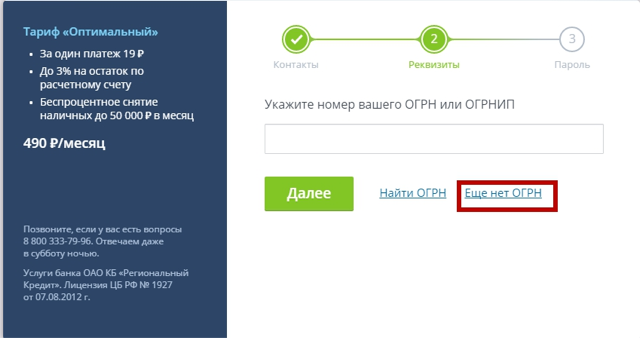 Тариф «Оптимальный»
• За один платеж 19 ₽
• До 3% на остаток по
расчетному счету
• Беспроцентное снятие
наличных до 50 000 ₽ в месяц
490 ₽/месяц
Позвоните, если у вас есть вопросы
8 800 333-79-96. Отвечаем даже
в субботу ночью.
Услуги банка ОАО КБ «Региональный
Кредит». Лицензия ЦБ РФ № 1927
от 07.08.2012 г.
2 3
Контакты Реквизиты Пароль
Укажите номер вашего ОГРН или ОГРНИП
Далее Найти ОГРН Еще нет ОГРН